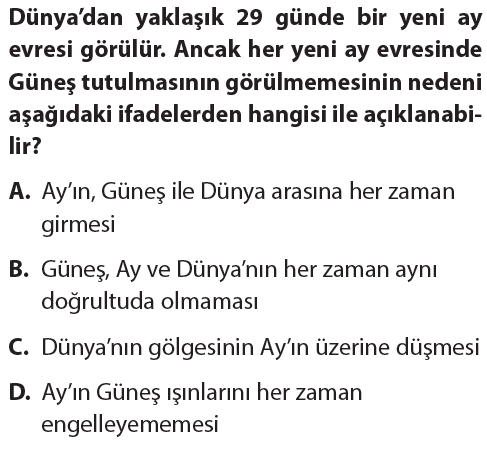 Dünya’dan yaklaşık 29 günde bir yeni ay
evresi görülür. Ancak her yeni ay evresinde
Güneş tutulmasının görülmemesinin nedeni
aşağıdaki ifadelerden hangisi ile açıklanabi-
lir?
A. Ay’ın, Güneş ile Dünya arasına her zaman
girmesi
B. Güneş, Ay ve Dünya’nın her zaman aynı
doğrultuda olmaması
C. Dünya’nın gölgesinin Ay’ın üzerine düşmesi
D. Ay’ın Güneş ışınlarını her zaman
engelleyememesi